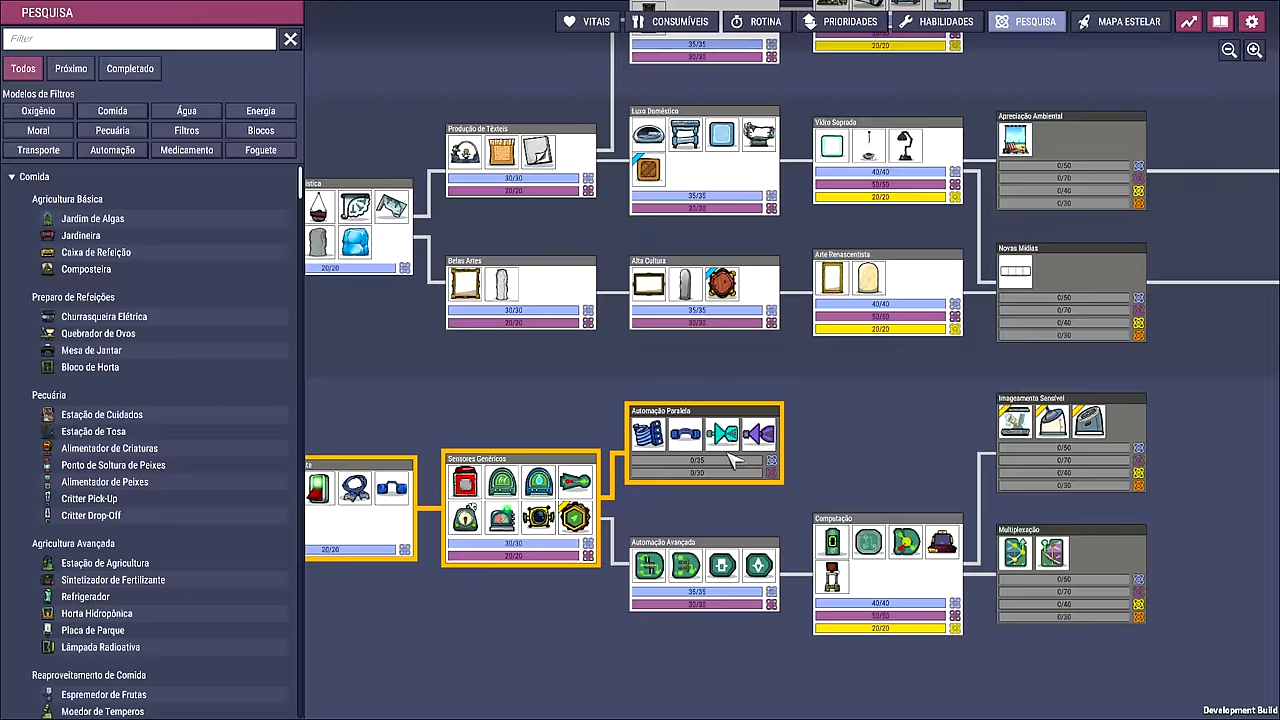 PESQUISA
VITAIS
CONSUMÍVEIS
ROTINA
PRIORIDADES
HABILIDADES
PESQUISA
MAPA ESTELAR
Filter
Todos
Próximo
Completado
Modelos de Filtros
Oxigênio
Comida
Água
Energia
Pecuária
Filtros
Blocos
Automação
Medicamento
Foguete
Comida
Jardim de Algas
Jardineira
Caixa de Refeição
Preparo de Refeições
Churrasqueira Elétrica
Quebrador de Ovos
Mesa de Jantar
Bloco de Horta
Pecuária
Estação de Cuidados
Estação de Tosa
Alimentador de Criaturas
Ponto de Soltura de Peixes
Alimentador de Peixes
Critter Pick-Up
Critter Drop-Off
Agricultura Avançada
Sintetizador de Fertilizante
Refrigerador
Horta Hidropônica
Placa de Parque
Lâmpada Radioativa
Reaproveitamento de Comida
Espremedor de Frutas
Moedor de Temperos
35/35
30/30
20/20
Luxo Doméstico
35/35
30/30
Produção de Têxteis
30/30
20/20
Vidro Soprado
40/40
50/50
20/20
Apreciação Ambiental
0/50
0/70
0/40
0/30
20/20
Belas Artes
30/30
20/20
Alta Cultura
35/35
30/30
Arte Renascentista
40/40
50/50
20/20
Novas Mídias
0/50
0/70
0/40
0/30
20/20
Sensores Genéricos
30/30
20/20
Automação Paralela
0/35
0/30
Automação Avançada
35/35
30/30
Computação
40/40
50/50
20/20
Imageamento Sensível
0/50
0/70
0/40
0/30
Multiplexação
0/50
0/70
0/40
0/30
Development Build